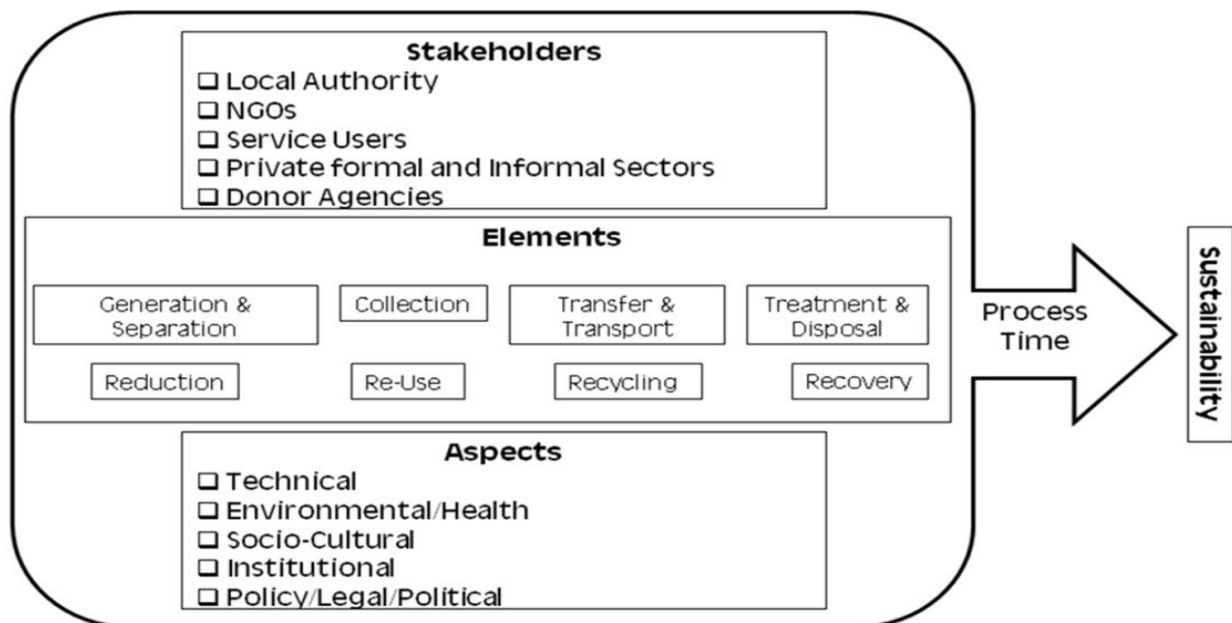 Stakeholders
❑ Local Authority
❑ NGOs
❑ Service Users
❑ Private formal and Informal Sectors
❑ Donor Agencies
Elements
Generation &
Separation
Collection
Transfer &
Transport
Treatment &
Disposal
Reduction
Re-Use
Recycling
Recovery
Aspects
❑ Technical
❑ Environmental/Health
❑ Socio-Cultural
❑ Institutional
❑ Policy/Legal/Political
Process
Time
Sustainability